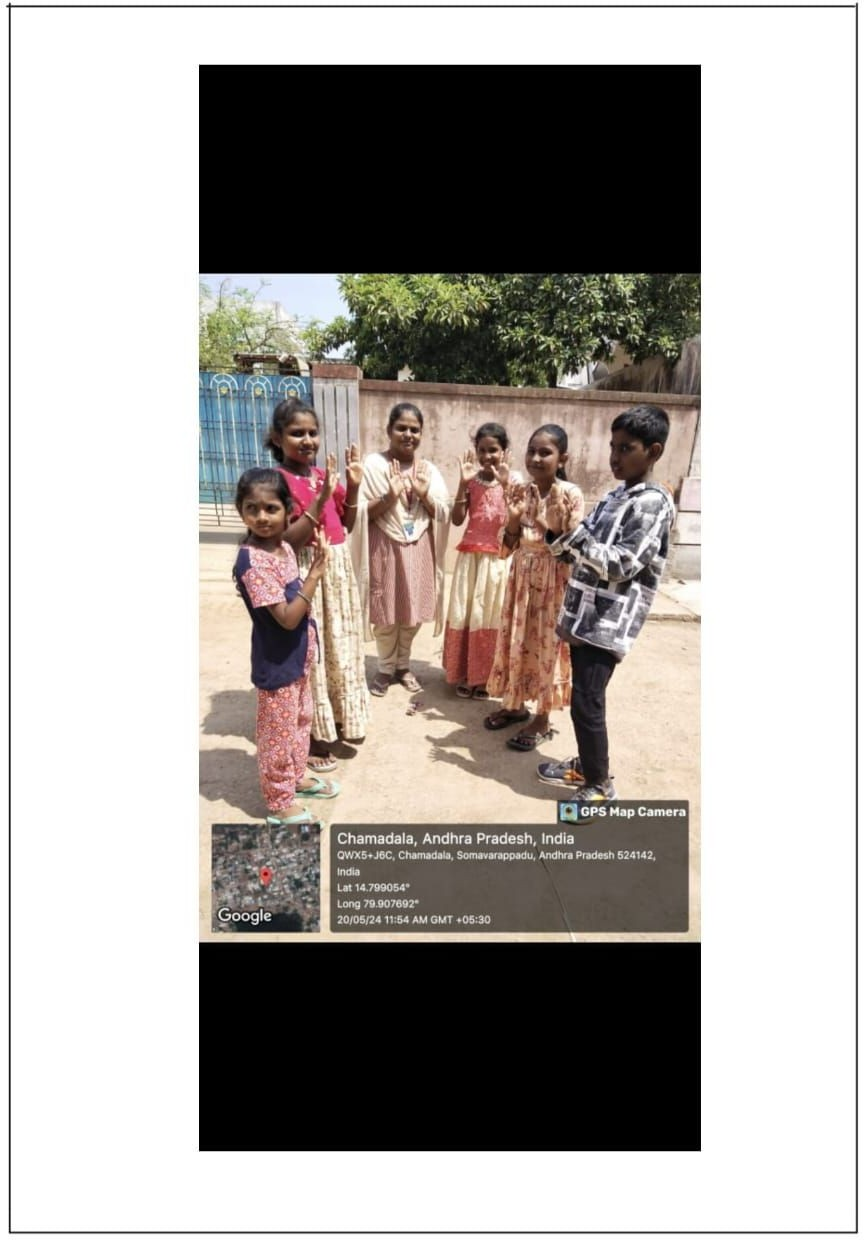 GPS Map Camera
Chamadala, Andhra Pradesh, India
QWX5+J6C, Chamadala, Somavarappadu, Andhra Pradesh 524142,
India
Lat 14.799054°
Long 79.907692°
20/05/24 11:54 AM GMT +05:30
Google